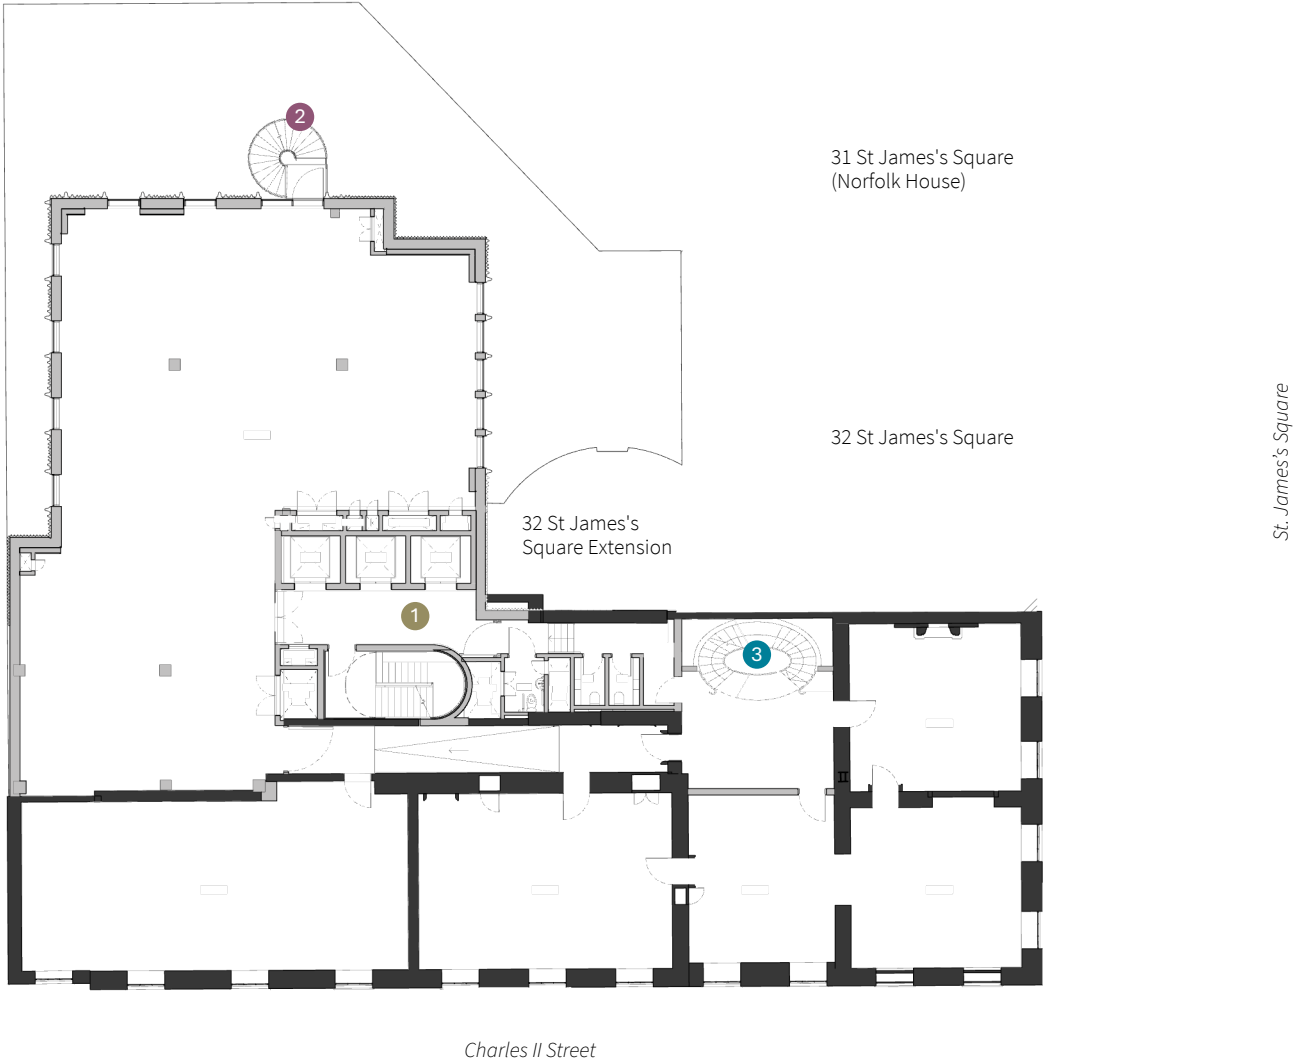 2
31 St James's Square
(Norfolk House)
32 St James's Square
St. James's Square
32 St James's
Square Extension
1
3
Charles II Street